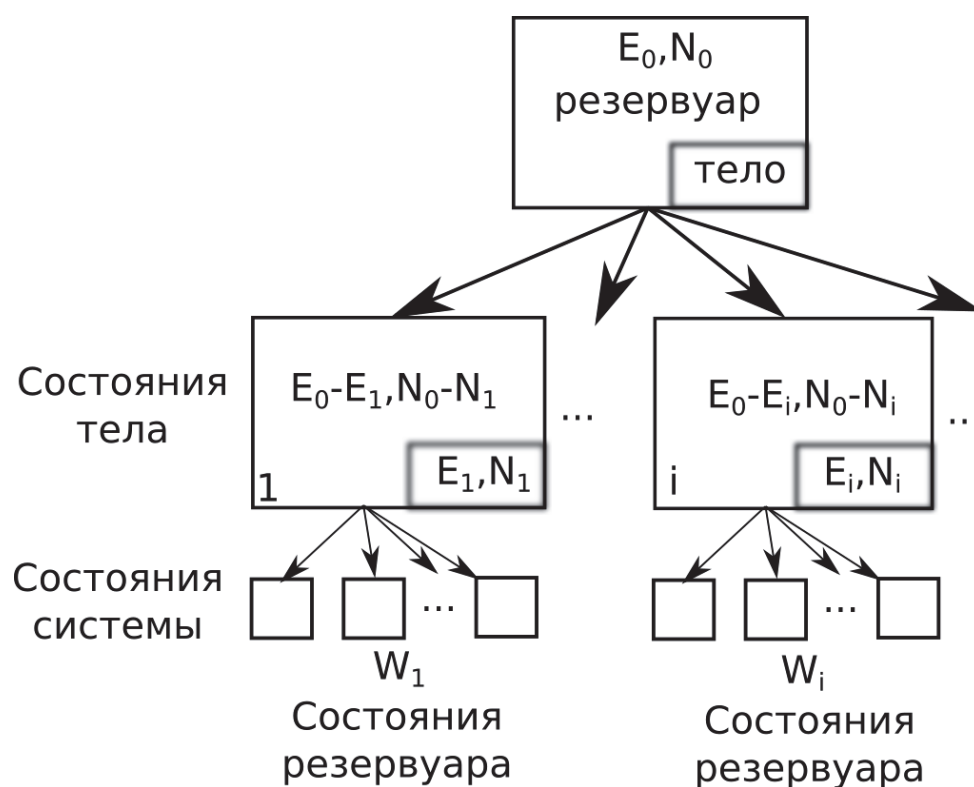 E₀,N₀
резервуар
тело
Состояния
тела
E₀-E₁,N₀-N₁
E₁,N₁
1
...
E₀-Eᵢ,N₀-Nᵢ
Eᵢ,Nᵢ
i
..
Состояния
системы
...
...
W₁
Состояния
резервуара
Wᵢ
Состояния
резервуара